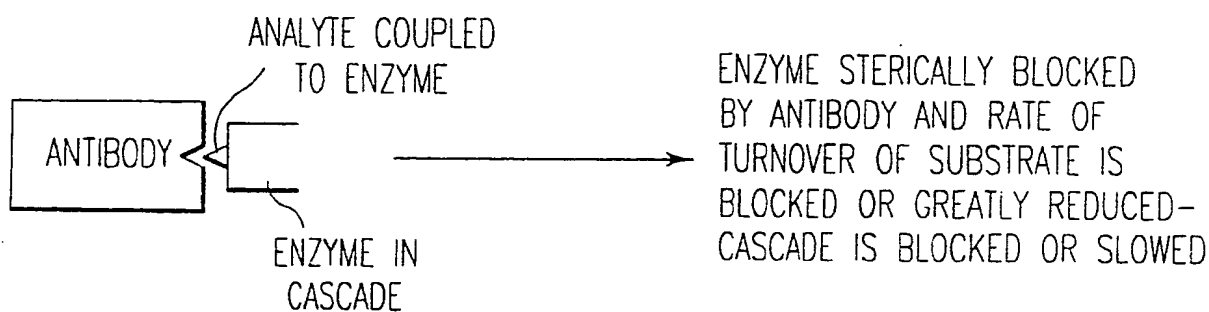 ANALYTE COUPLED
TO ENZYME
ANTIBODY
ENZYME IN
CASCADE
ENZYME STERICALLY BLOCKED
BY ANTIBODY AND RATE OF
TURNOVER OF SUBSTRATE IS
BLOCKED OR GREATLY REDUCED-
CASCADE IS BLOCKED OR SLOWED